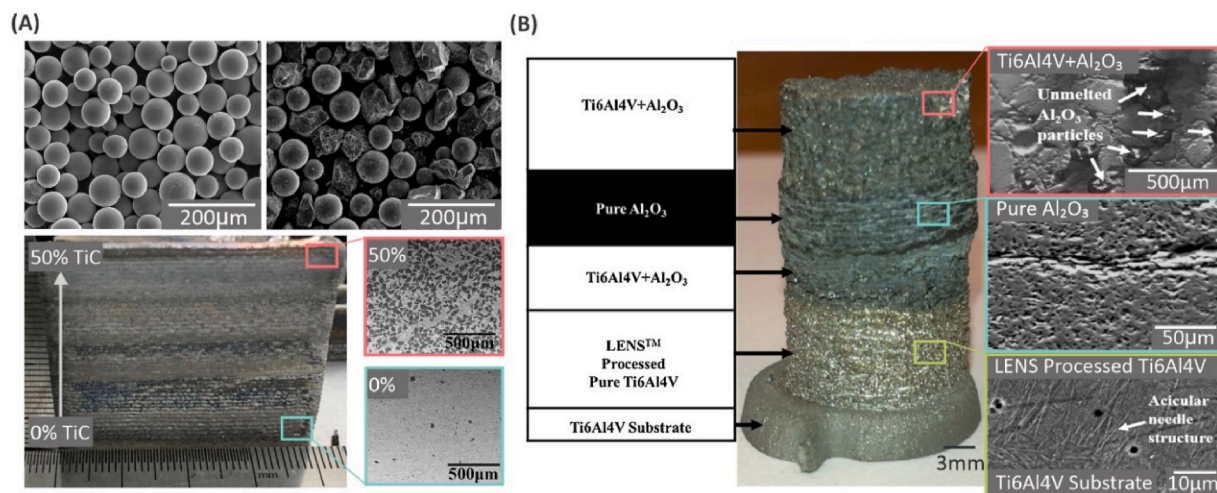 (A)
200µm
200µm
50% TiC
0% TiC
50%
500µm
0%
500µm
mm
(B)
Ti6Al4V+Al₂O₃
Pure Al₂O₃
Ti6Al4V+Al₂O₃
LENS™
Processed
Pure Ti6Al4V
Ti6Al4V Substrate
3mm
Ti6Al4V+Al₂O₃
Unmelted
Al₂O₃
particles
500µm
Pure Al₂O₃
50µm
LENS Processed Ti6Al4V
Acicular
needle
structure
Ti6Al4V Substrate
10µm